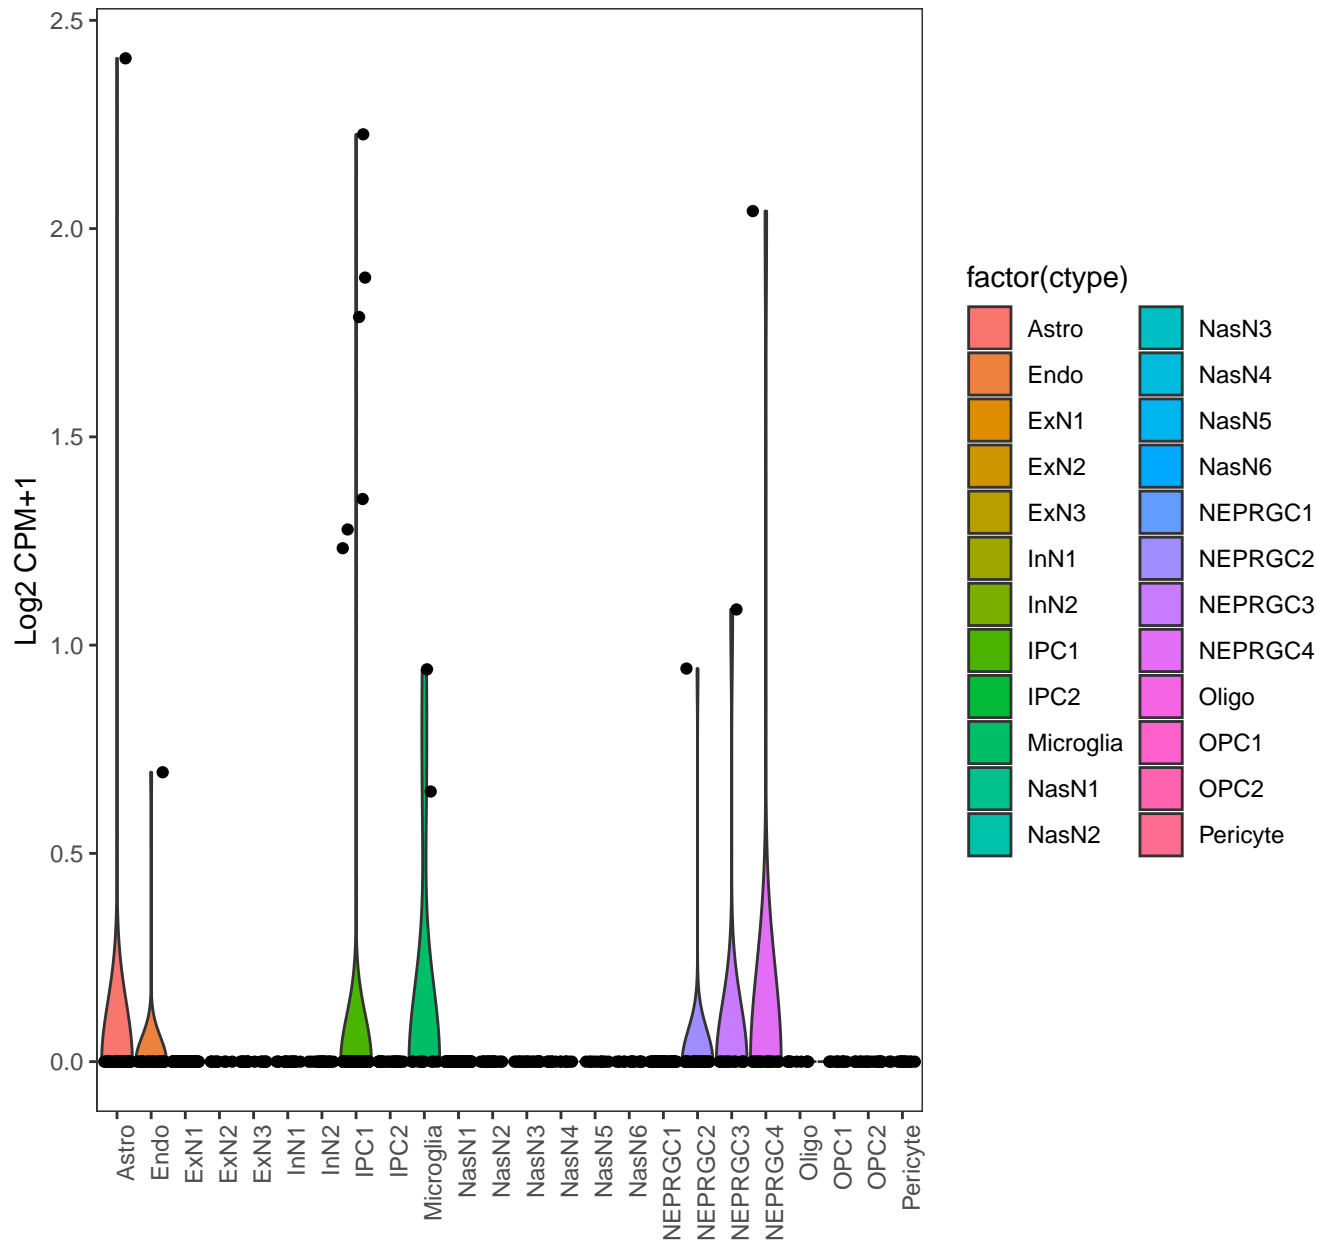 2.5
2.0
1.5
1.0
0.5
0.0
Log2 CPM+1
Astro
Endo
ExN1
ExN2
ExN3
InN1
InN2
IPC1
IPC2
Microglia
NasN1
NasN2
NasN3
NasN4
NasN5
NasN6
NEPRGC1
NEPRGC2
NEPRGC3
NEPRGC4
Oligo
OPC1
OPC2
Pericyte
factor(ctype)
Astro
Endo
ExN1
ExN2
ExN3
InN1
InN2
IPC1
IPC2
Microglia
NasN1
NasN2
NasN3
NasN4
NasN5
NasN6
NEPRGC1
NEPRGC2
NEPRGC3
NEPRGC4
Oligo
OPC1
OPC2
Pericyte